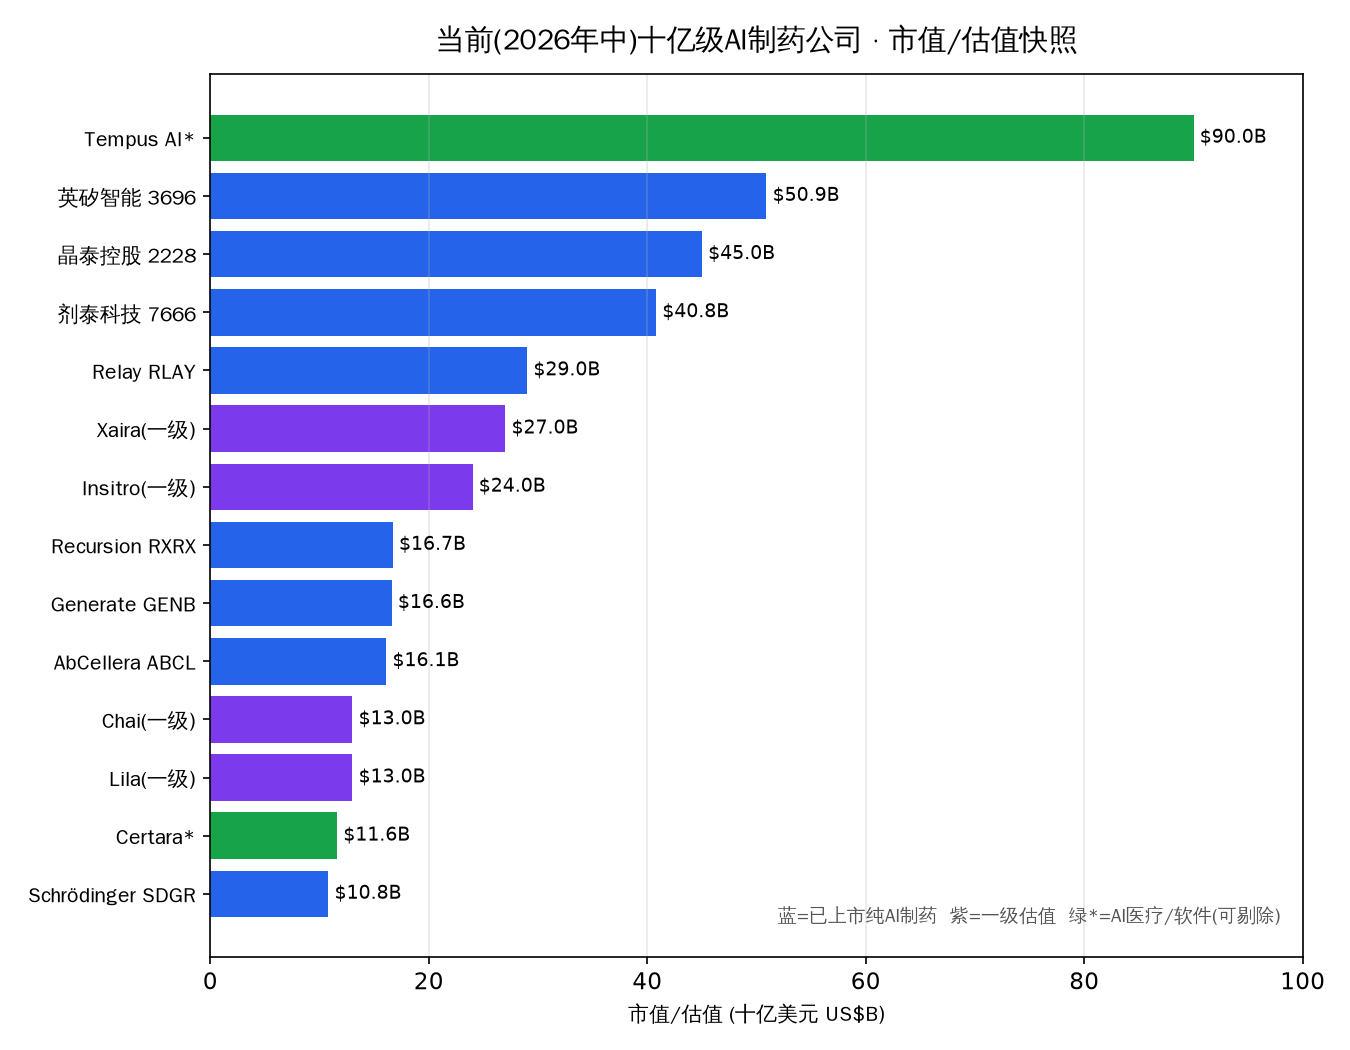 当前(2026年中)十亿级AI制药公司 · 市值/估值快照
Tempus AI* $90.0B
英矽智能 3696 $50.9B
晶泰控股 2228 $45.0B
剂泰科技 7666 $40.8B
Relay RLAY $29.0B
Xaira(一级) $27.0B
Insitro(一级) $24.0B
Recursion RXRX $16.7B
Generate GENB $16.6B
AbCellera ABCL $16.1B
Chai(一级) $13.0B
Lila(一级) $13.0B
Certara* $11.6B
Schrödinger SDGR $10.8B
蓝=已上市纯AI制药 紫=一级估值 绿*=AI医疗/软件(可剔除)
0 20 40 60 80 100
市值/估值 (十亿美元 US$B)